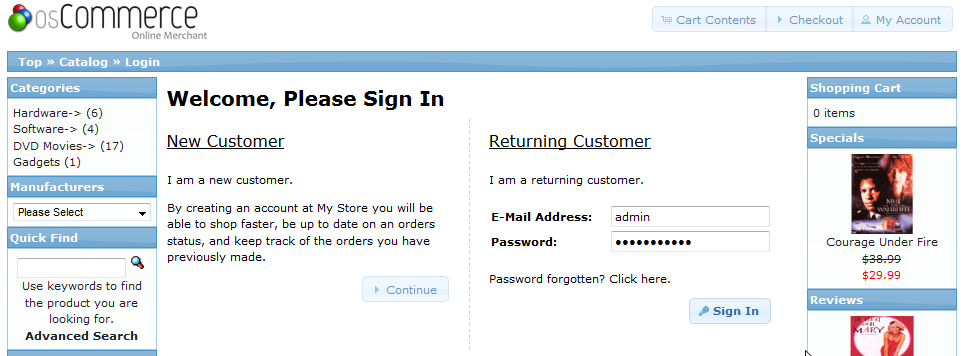 osCommerce
Online Merchant
Cart Contents
Checkout
My Account
Top » Catalog » Login
Categories
Hardware-> (6)
Software-> (4)
DVD Movies-> (17)
Gadgets (1)
Manufacturers
Please Select
Quick Find
Use keywords to find
the product you are
looking for.
Advanced Search
Welcome, Please Sign In
New Customer
I am a new customer.
By creating an account at My Store you will be
able to shop faster, be up to date on an orders
status, and keep track of the orders you have
previously made.
Continue
Returning Customer
I am a returning customer.
E-Mail Address: admin
Password: •••••••••••
Password forgotten? Click here.
Sign In
Shopping Cart
0 items
Specials
MUT
WAHRHEIT
Courage Under Fire
$38.99
$29.99
Reviews
MARY